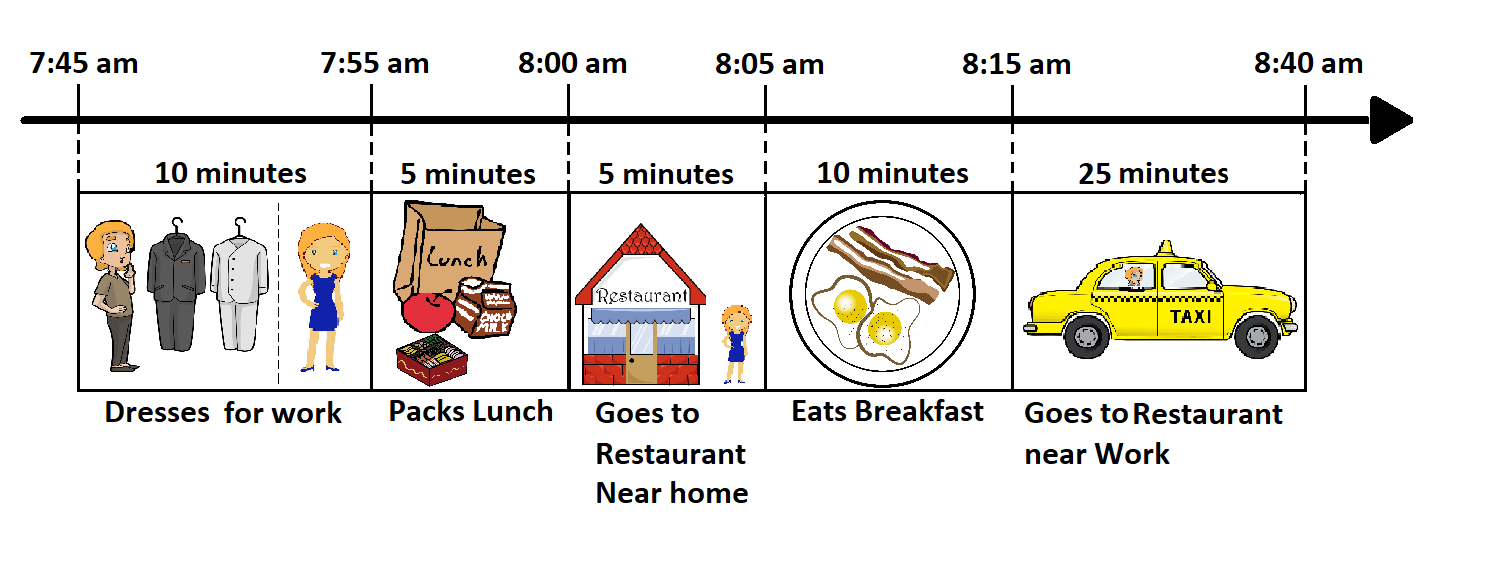 7:45 am 7:55 am 8:00 am 8:05 am 8:15 am 8:40 am
10 minutes 5 minutes 5 minutes 10 minutes 25 minutes
Lunch
CHOCO
MILK
Restaurant
TAXI
Dresses for work
Packs Lunch
Goes to
Restaurant
Near home
Eats Breakfast
Goes to Restaurant
near Work